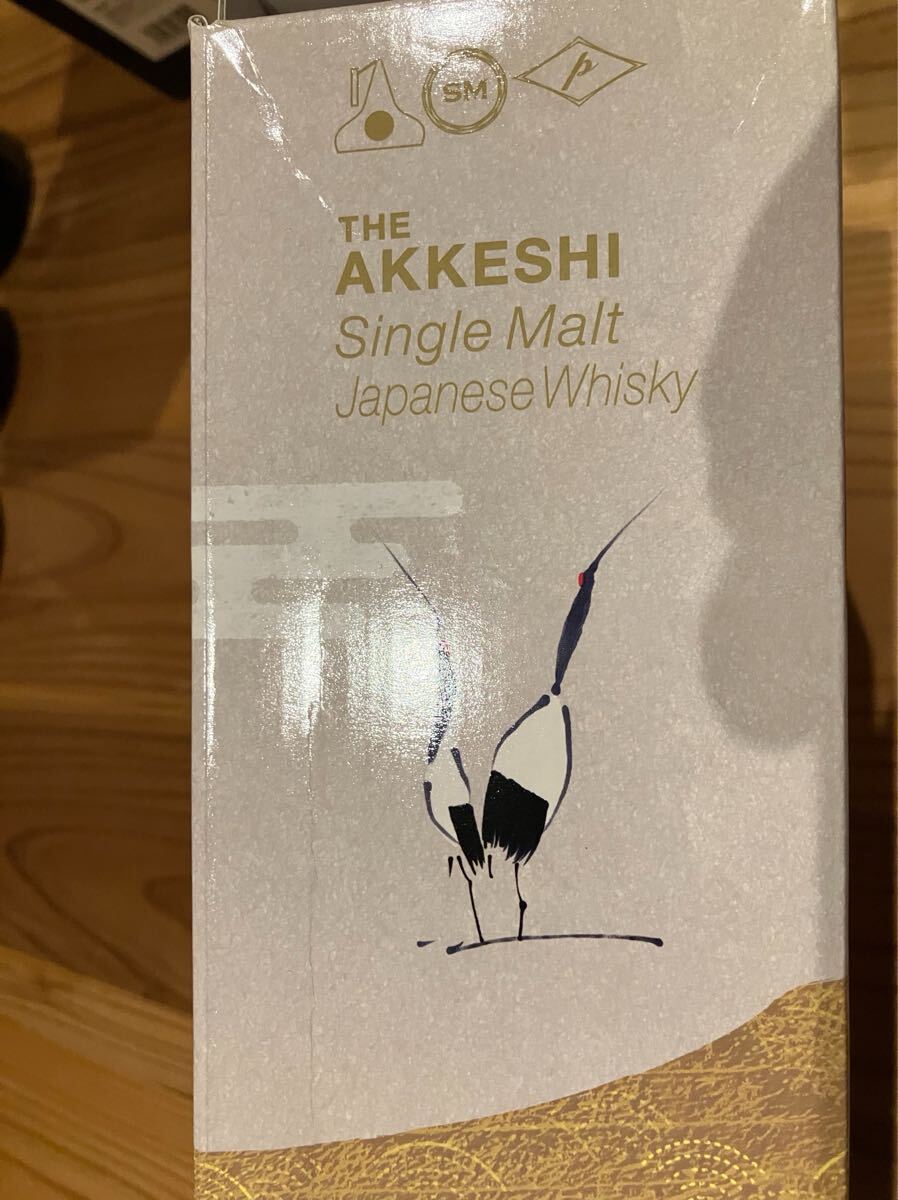 SM
p
THE
AKKESHI
Single Malt
Japanese Whisky